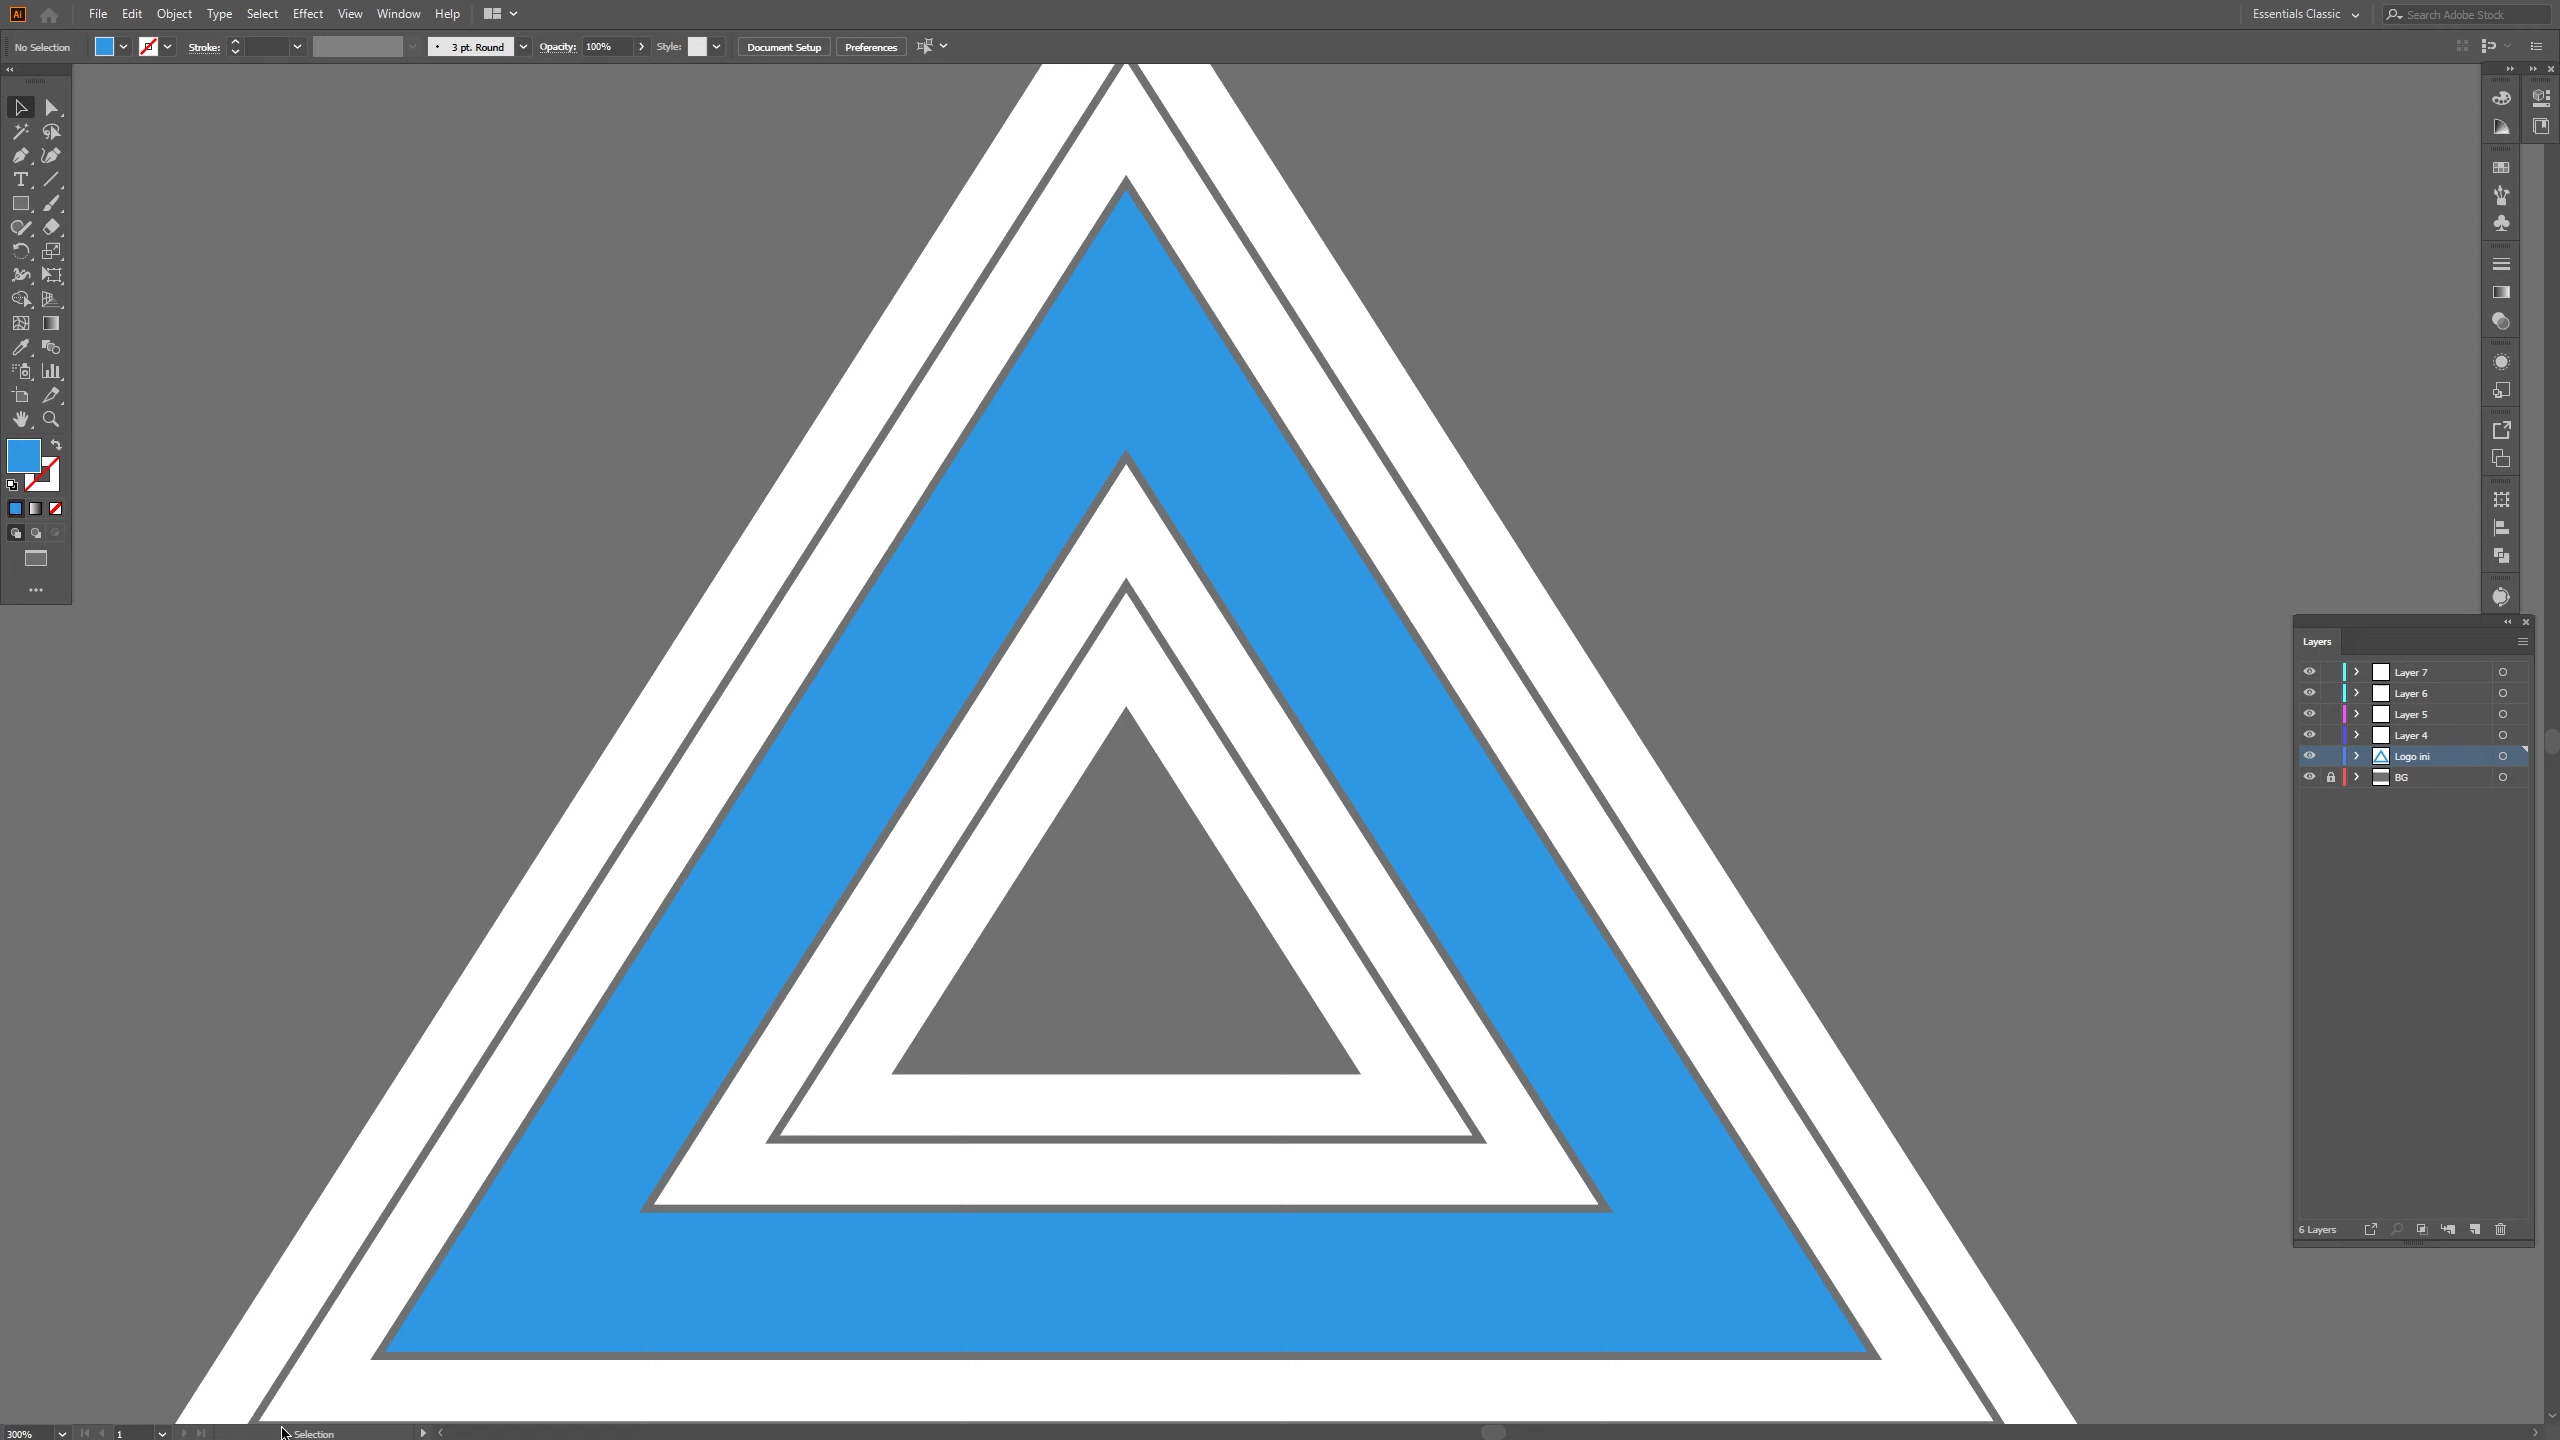 Ai File Edit Object Type Select Effect View Window Help Essentials Classic Search Adobe Stock
No Selection Stroke: 3 pt. Round Opacity: 100% Style: Document Setup Preferences
Layers
Layer 7
Layer 6
Layer 5
Layer 4
Logo ini
BG
6 Layers
300% 1 Selection